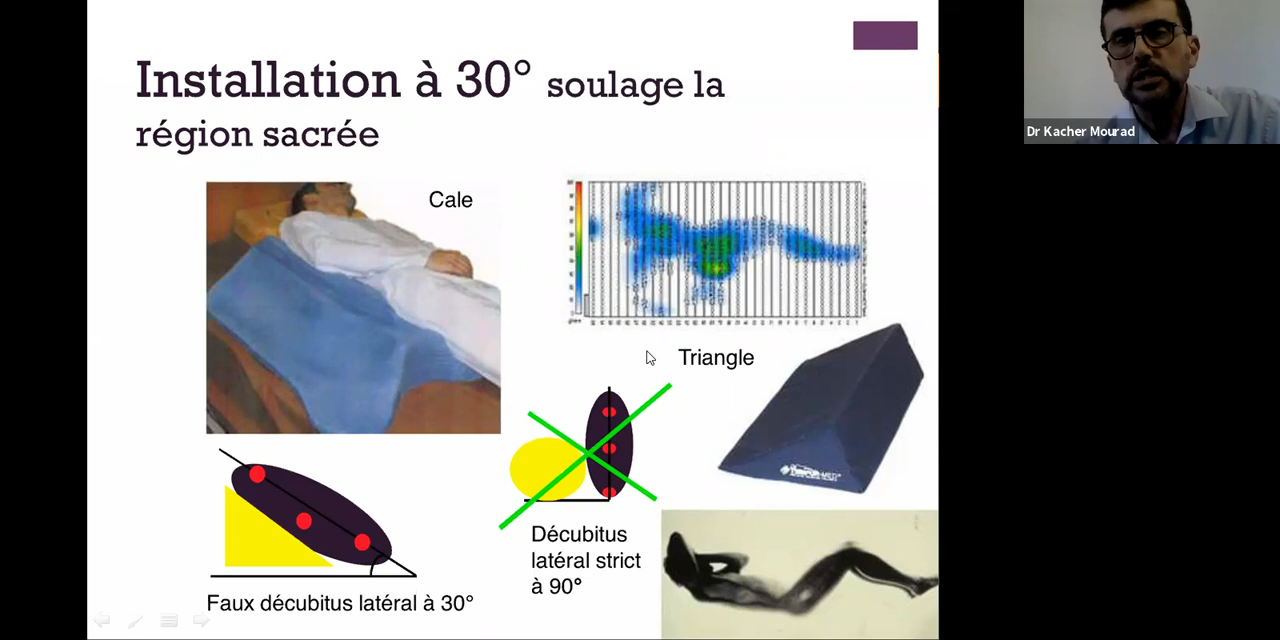 Installation à 30° soulage la
région sacrée
Dr Kacher Mourad
Cale
Triangle
Décubitus
latéral strict
à 90°
Faux décubitus latéral à 30°